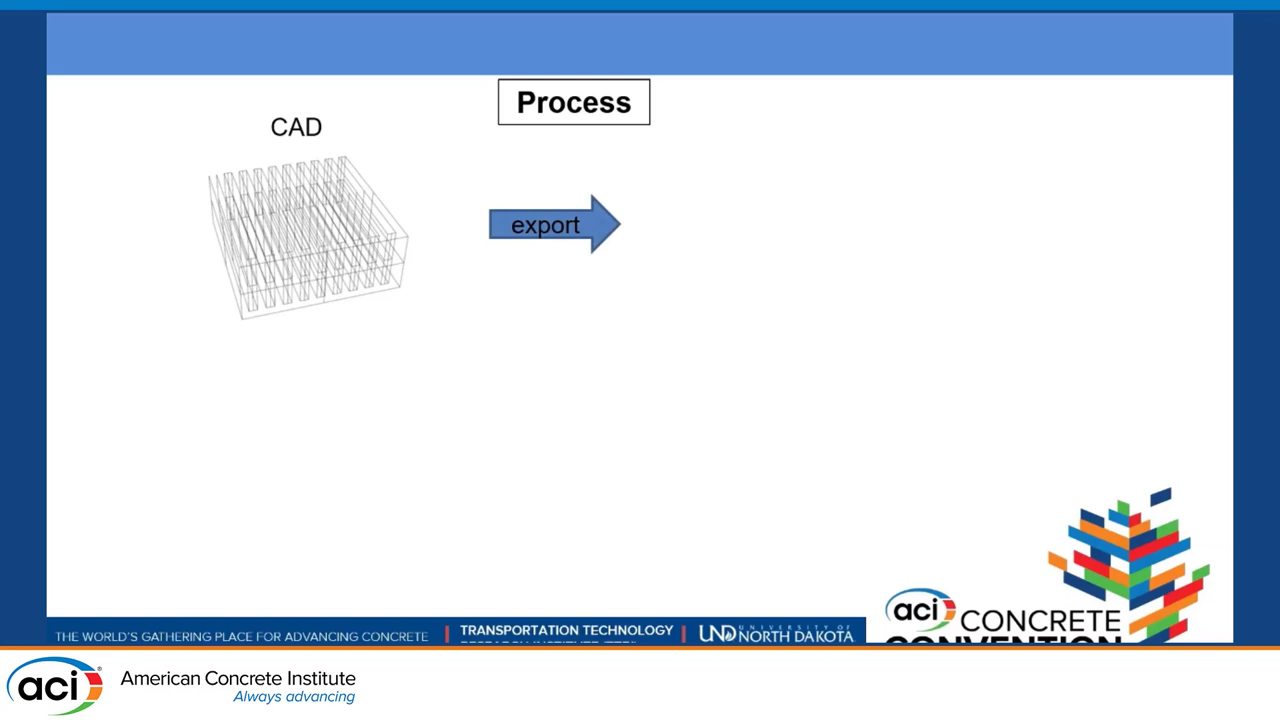 Process
CAD
export
THE WORLD'S GATHERING PLACE FOR ADVANCING CONCRETE
TRANSPORTATION TECHNOLOGY
UND UNIVERSITY OF
NORTH DAKOTA
aci CONCRETE
CONVENTION
aci
American Concrete Institute
Always advancing